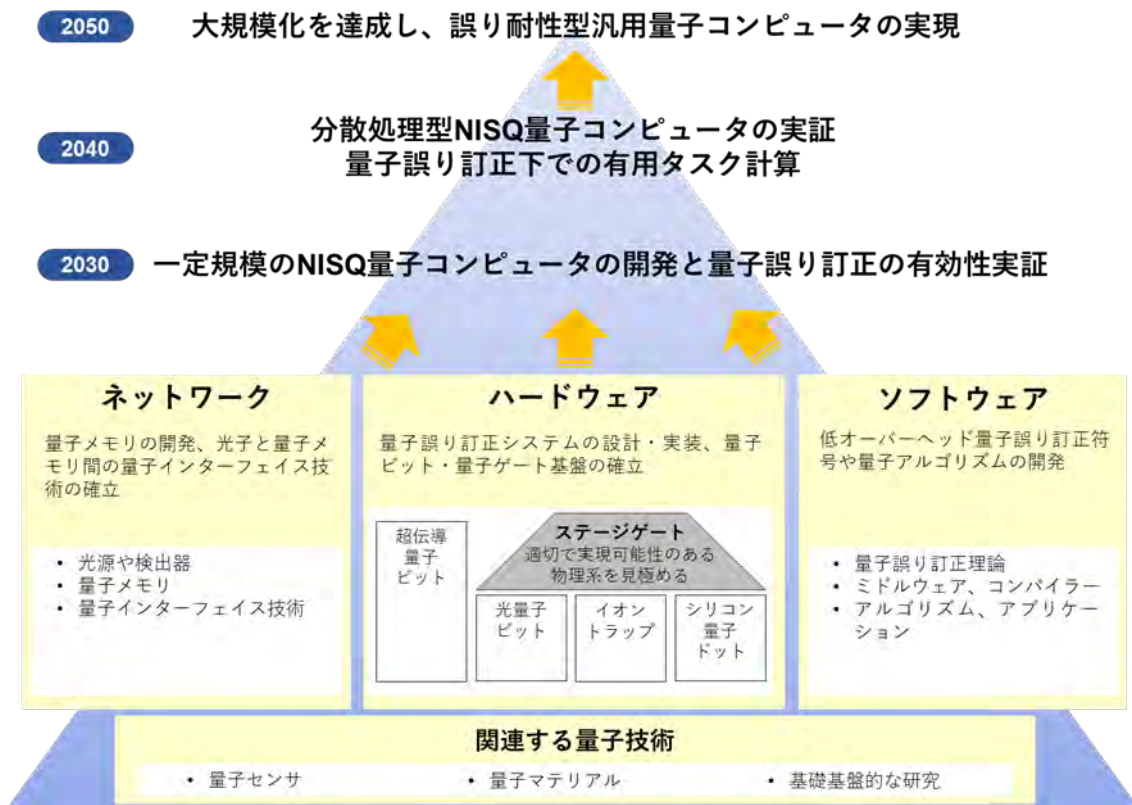 2050
大規模化を達成し、誤り耐性型汎用量子コンピュータの実現
2040
分散処理型NISQ量子コンピュータの実証
量子誤り訂正下での有用タスク計算
2030
一定規模のNISQ量子コンピュータの開発と量子誤り訂正の有効性実証
ネットワーク
量子メモリの開発、光子と量子メ
モリ間の量子インターフェイス技
術の確立
• 光源や検出器
• 量子メモリ
• 量子インターフェイス技術
ハードウェア
量子誤り訂正システムの設計・実装、量子
ビット・量子ゲート基盤の確立
超伝導
量子
ビット
ステージゲート
適切で実現可能性のある
物理系を見極める
光量子
ビット
イオン
トラップ
シリコン
量子
ドット
ソフトウェア
低オーバーヘッド量子誤り訂正符
号や量子アルゴリズムの開発
• 量子誤り訂正理論
• ミドルウェア、コンパイラー
• アルゴリズム、アプリケー
ション
関連する量子技術
• 量子センサ
• 量子マテリアル
• 基礎基盤的な研究